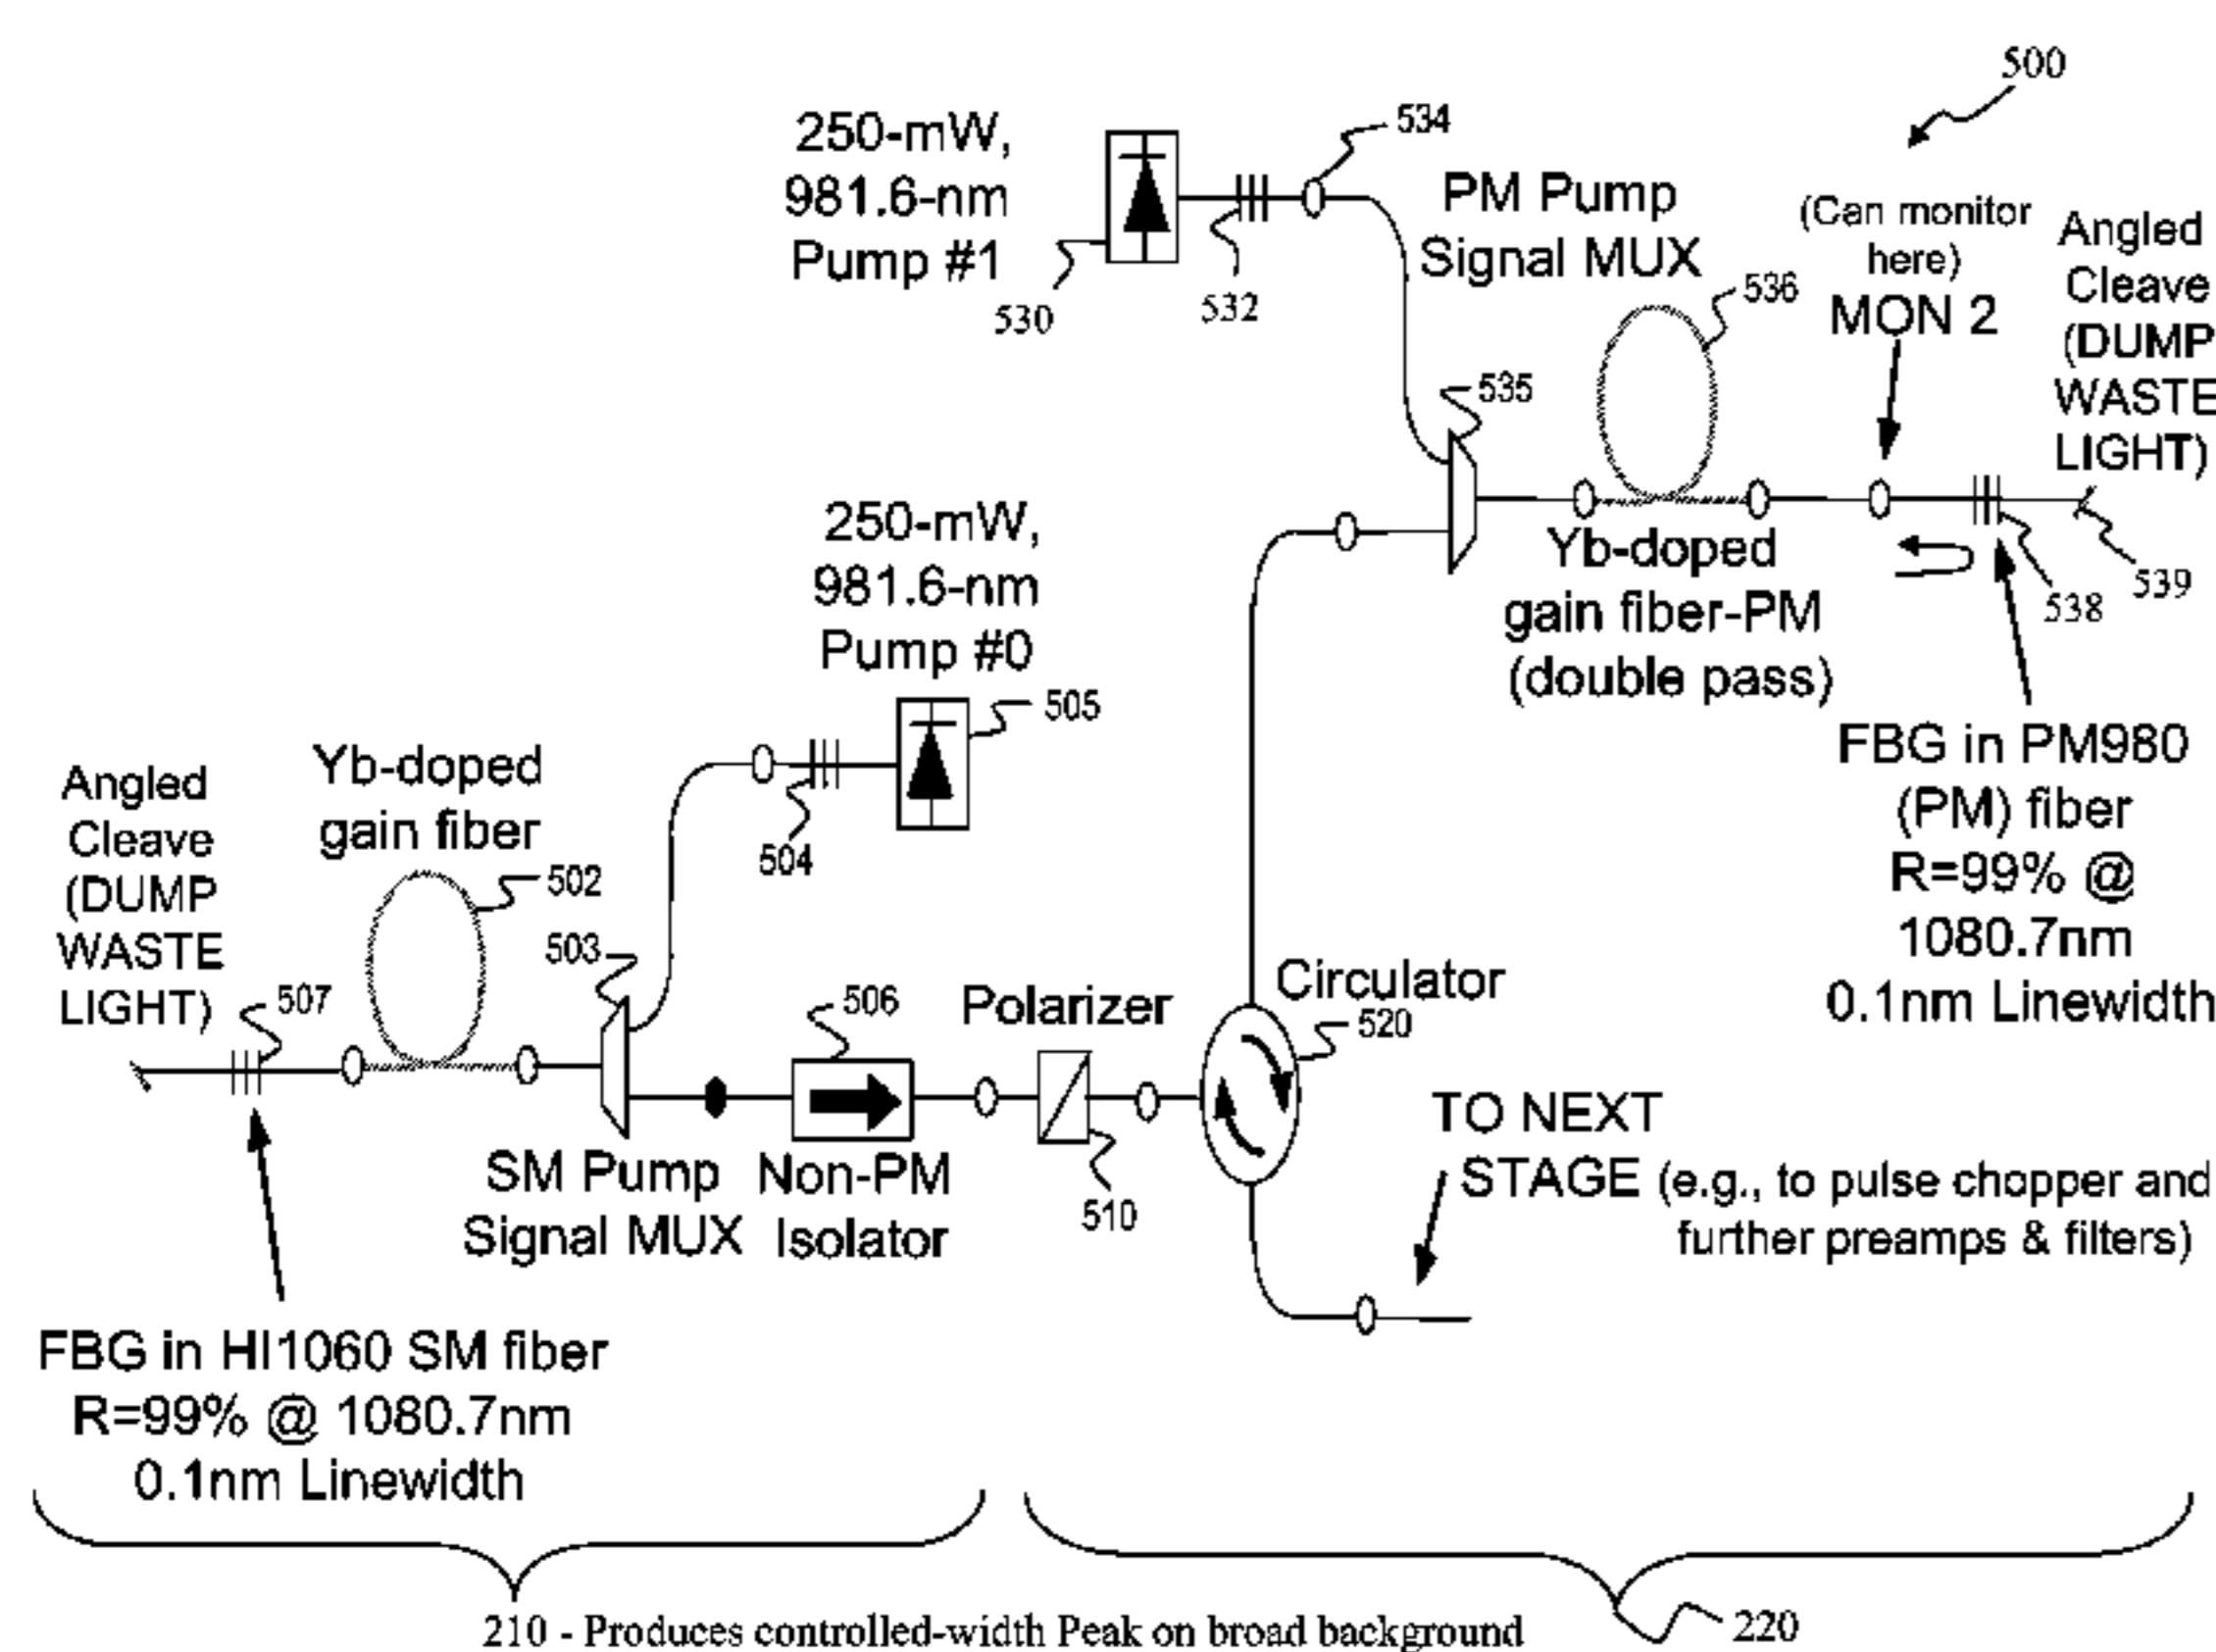 500
250-mW,
981.6-nm
Pump #1
530
532
534
PM Pump
Signal MUX
535
536
(Can monitor
here)
MON 2
Angled
Cleave
(DUMP
WASTE
LIGHT)
539
538
Yb-doped
gain fiber-PM
(double pass)
FBG in PM980
(PM) fiber
R=99% @
1080.7nm
0.1nm Linewidth
250-mW,
981.6-nm
Pump #0
505
504
Angled
Cleave
(DUMP
WASTE
LIGHT)
507
Yb-doped
gain fiber
502
503
SM Pump
Signal MUX
506
Non-PM
Isolator
Polarizer
510
Circulator
520
TO NEXT
STAGE (e.g., to pulse chopper and
further preamps & filters)
FBG in HI1060 SM fiber
R=99% @ 1080.7nm
0.1nm Linewidth
210 - Produces controlled-width Peak on broad background
220